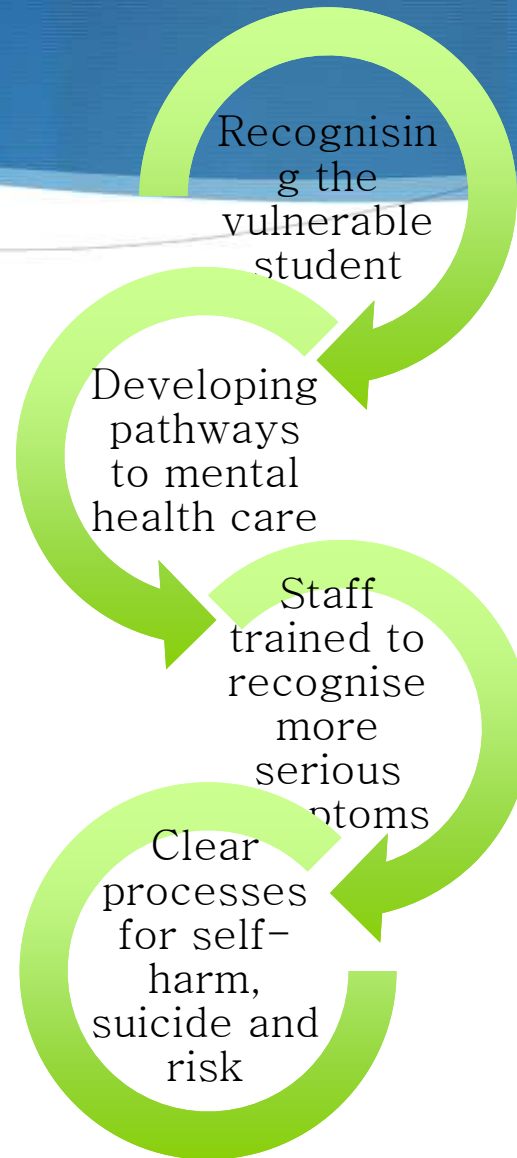 Recognisin
g the
vulnerable
student
Developing
pathways
to mental
health care
Staff
trained to
recognise
more
serious
ptoms
Clear
processes
for self-
harm,
suicide and
risk